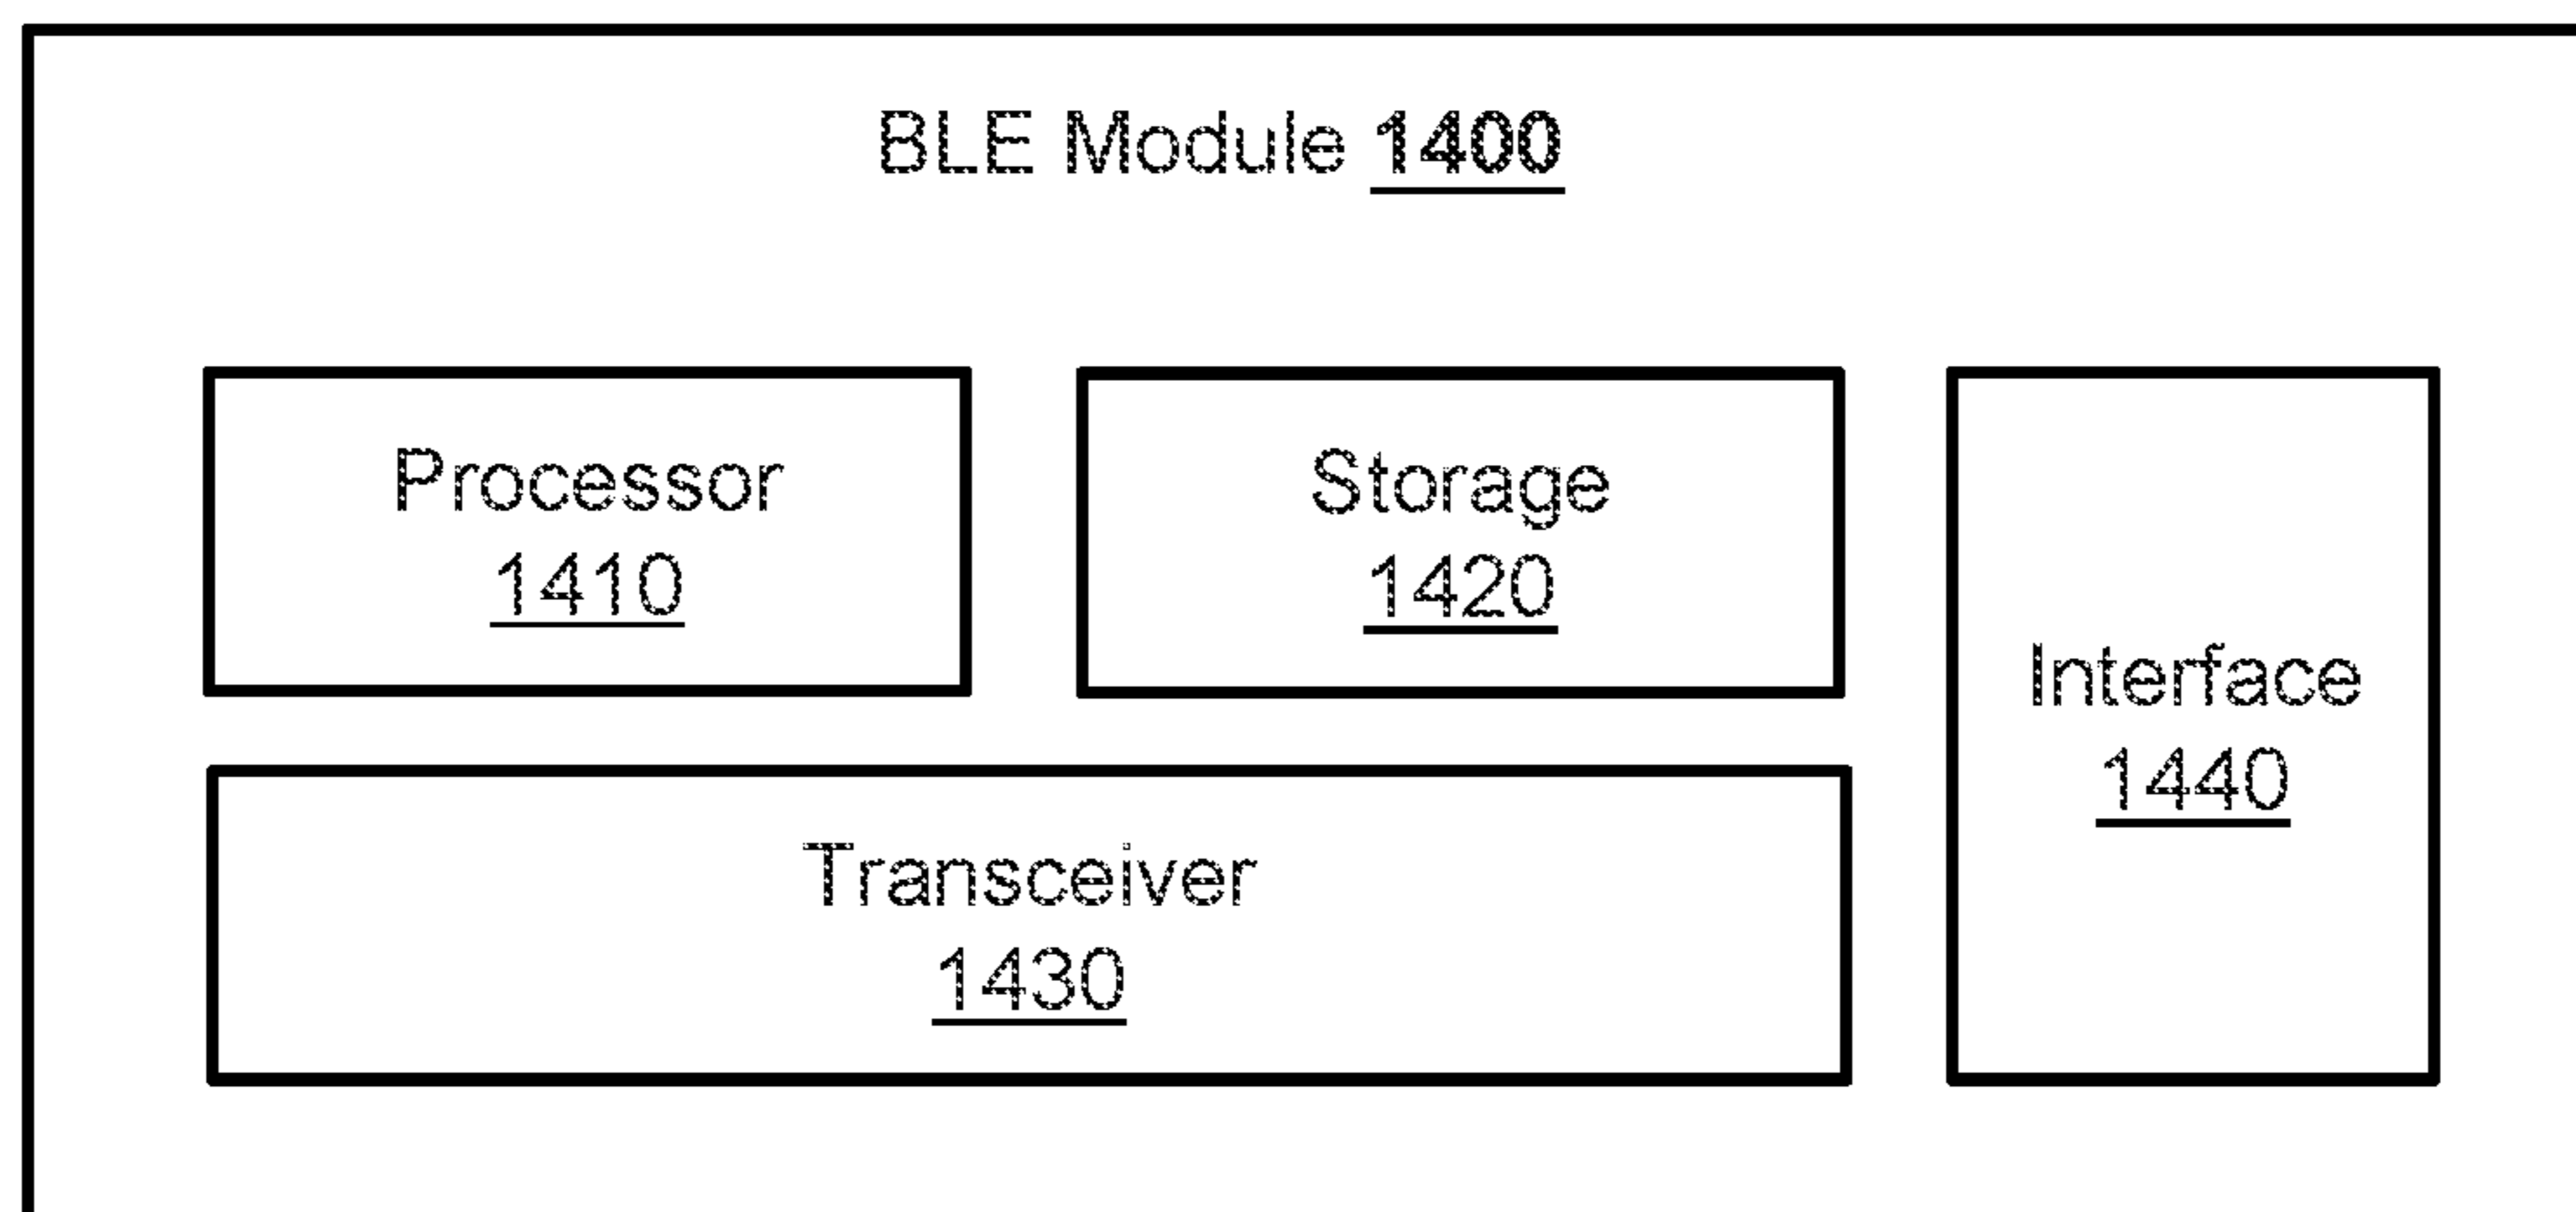 BLE Module 1400
Processor
1410
Storage
1420
Interface
1440
Transceiver
1430